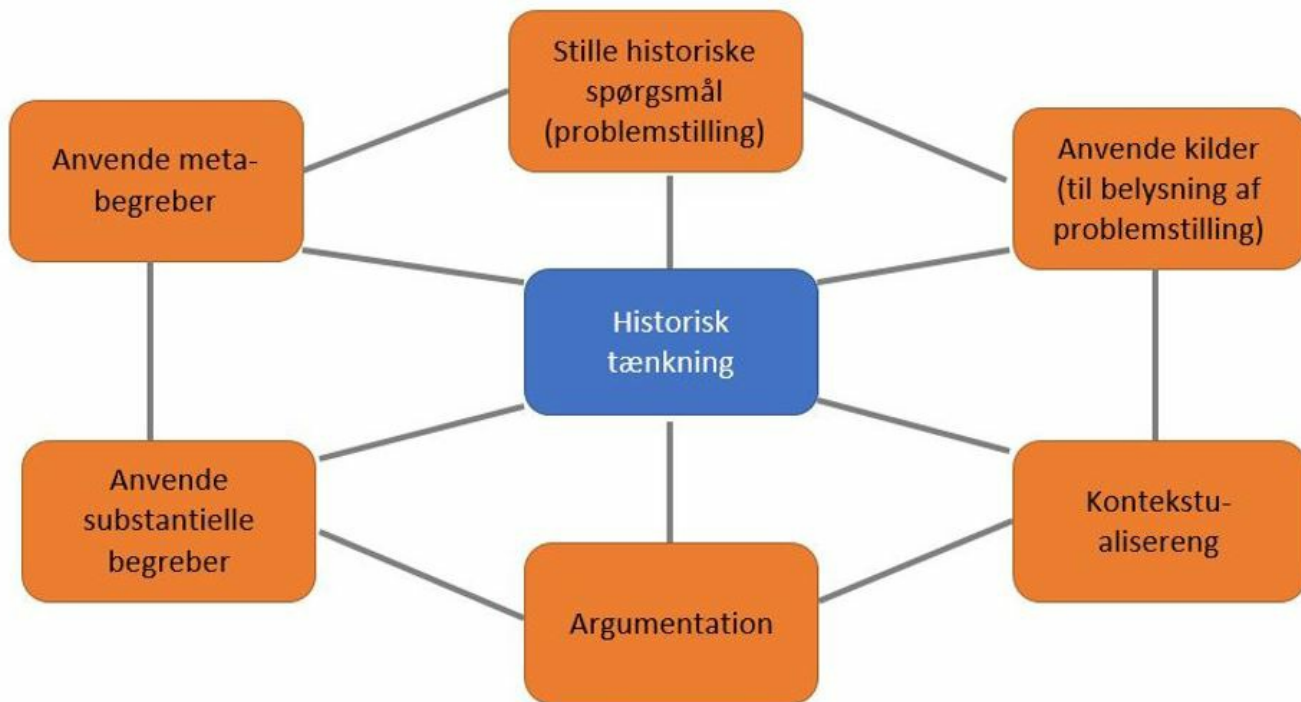 Stille historiske
spørgsmål
(problemstilling)
Anvende meta-
begreber
Anvende kilder
(til belysning af
problemstilling)
Historisk
tænkning
Anvende
substantielle
begreber
Kontekstu-
alisereng
Argumentation